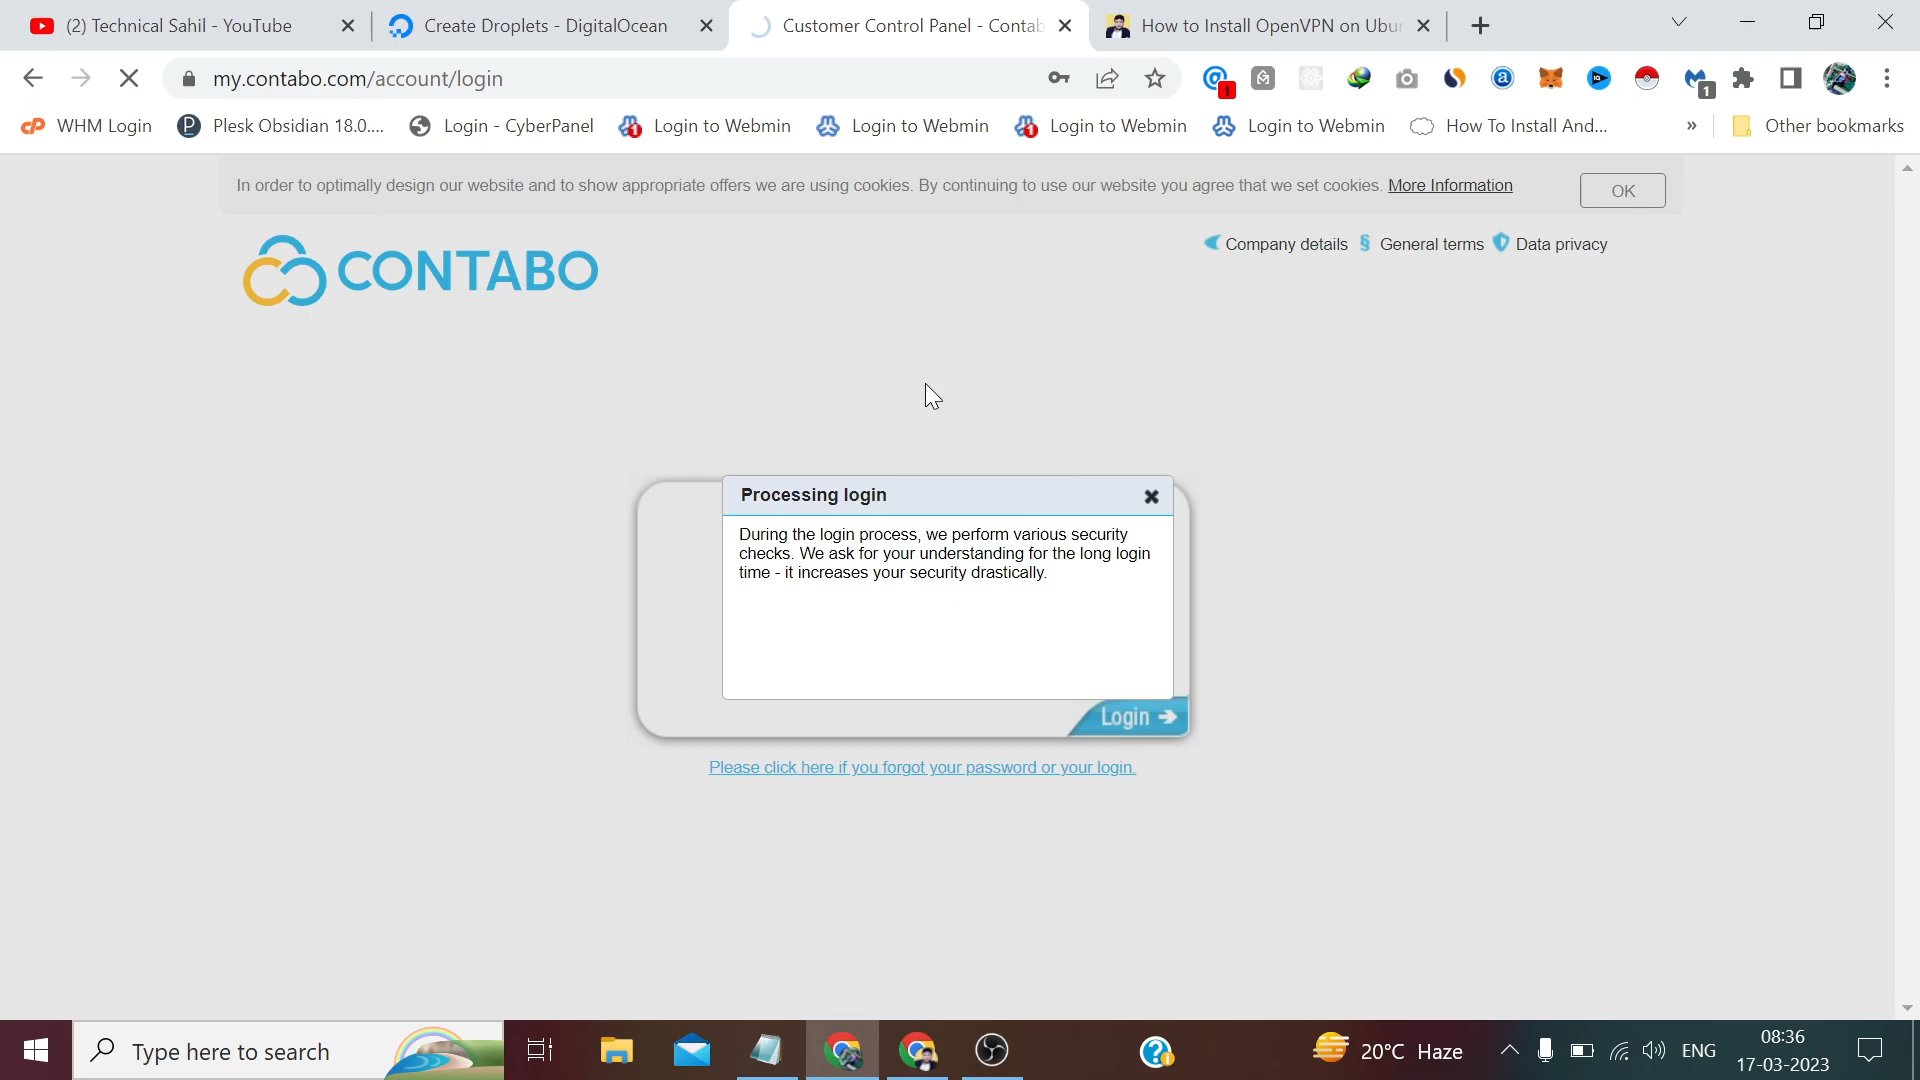 (2) Technical Sahil - YouTube
Create Droplets - DigitalOcean
Customer Control Panel - Contab
How to Install OpenVPN on Ubun
my.contabo.com/account/login
1
1
WHM Login
Plesk Obsidian 18.0....
Login - CyberPanel
Login to Webmin
Login to Webmin
Login to Webmin
Login to Webmin
How To Install And...
»
Other bookmarks
In order to optimally design our website and to show appropriate offers we are using cookies. By continuing to use our website you agree that we set cookies. More Information
OK
CONTABO
Company details
§ General terms
Data privacy
Processing login
During the login process, we perform various security
checks. We ask for your understanding for the long login
time - it increases your security drastically.
Login
Please click here if you forgot your password or your login.
Type here to search
20°C Haze
ENG
08:36
17-03-2023